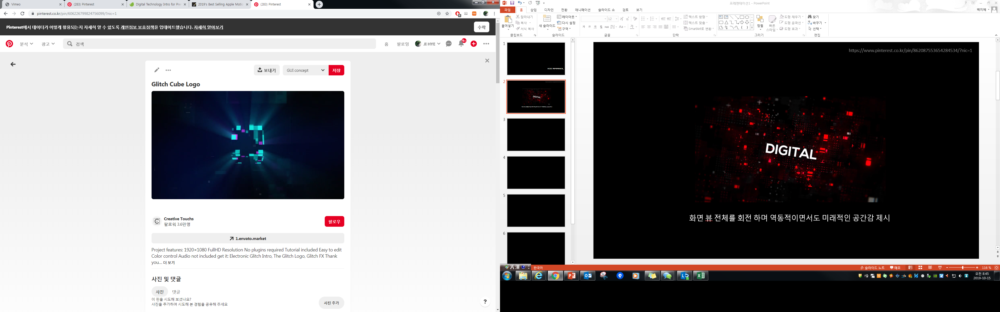 Vimeo
(283) Pinterest
Digital Technology Intro for Pre
2019's Best Selling Apple Motio
(283) Pinterest
pinterest.co.kr/pin/606226799824756099/?nic=1
Pinterest에서 데이터가 어떻게 활용되는지 자세히 알 수 있도록 개인정보 보호정책을 업데이트했습니다. 자세히 알아보기
수락
분석
광고
검색
홈
팔로잉
JI HYE
9+
보내기
GUI concept
저장
Glitch Cube Logo
Creative Touchs
팔로워 3.6만명
팔로우
1.envato.market
Project features: 1920×1080 FullHD Resolution No plugins required Tutorial included Easy to edit
Color control Audio not included get it: Electronic Glitch Intro, The Glitch Logo, Glitch FX Thank
you... 더 보기
사진 및 댓글
사진
댓글
이 핀을 시도해 보셨나요?
사진을 추가하여 시도해 본 경험을 공유해 주세요
사진 추가
?
프레젠테이션1 - PowerPoint
파일
홈
삽입
디자인
전환
애니메이션
슬라이드 쇼
검토
보기
백지혜
붙여넣기
잘라내기
복사
서식 복사
클립보드
새 슬라이드
레이아웃
다시 설정
구역
슬라이드
12
글꼴
텍스트 방향
텍스트 맞춤
SmartArt로 변환
단락
정렬
빠른
스타일
도형 채우기
도형 윤곽선
도형 효과
그리기
찾기
바꾸기
선택
편집
1
ACDC REFERENCE_
2
DIGITAL
3
4
5
6
https://www.pinterest.co.kr/pin/862087553654284534/?nic=1
DIGITAL
화면 뷰 전체를 회전 하며 역동적이면서도 미래적인 공간감 제시
A 漢
한국어
슬라이드 노트
메모
116 %
오전 8:45
2019-10-15